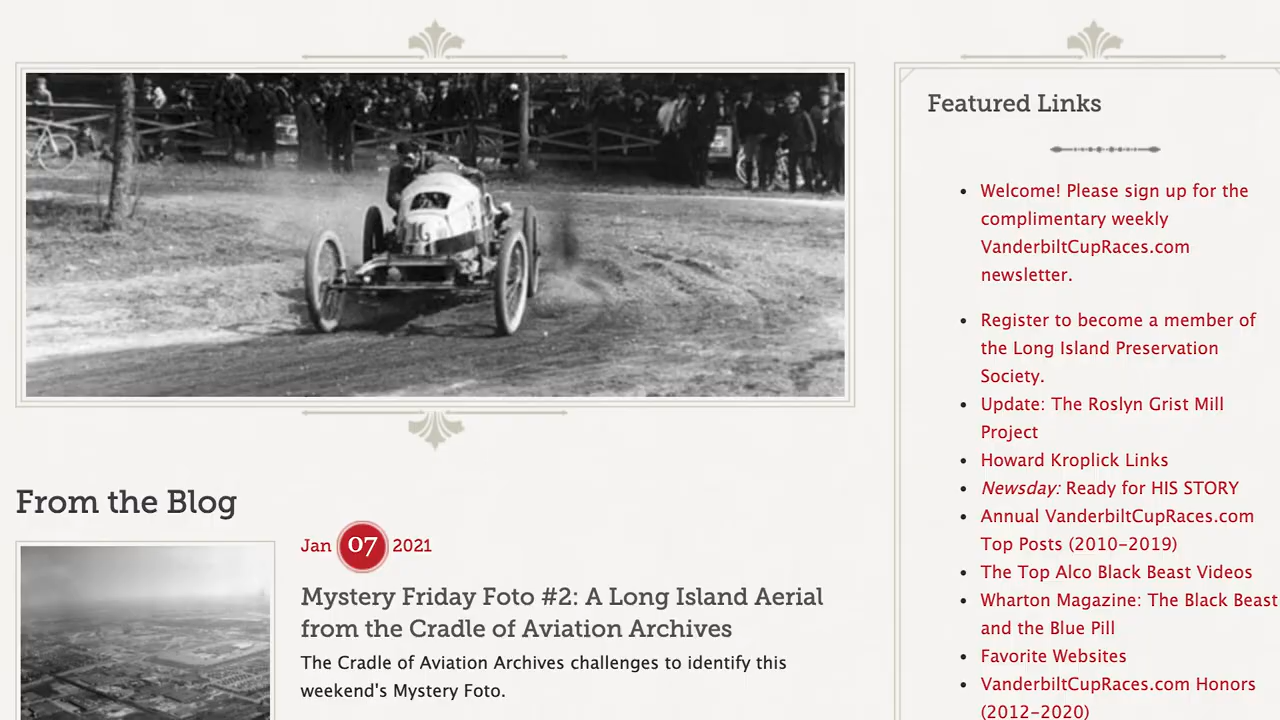 Featured Links
Welcome! Please sign up for the
complimentary weekly
VanderbiltCupRaces.com
newsletter.
Register to become a member of
the Long Island Preservation
Society.
Update: The Roslyn Grist Mill
Project
Howard Kroplick Links
Newsday: Ready for HIS STORY
Annual VanderbiltCupRaces.com
Top Posts (2010–2019)
The Top Alco Black Beast Videos
Wharton Magazine: The Black Beast
and the Blue Pill
Favorite Websites
VanderbiltCupRaces.com Honors
(2012–2020)
From the Blog
Jan 07 2021
Mystery Friday Foto #2: A Long Island Aerial
from the Cradle of Aviation Archives
The Cradle of Aviation Archives challenges to identify this
weekend's Mystery Foto.